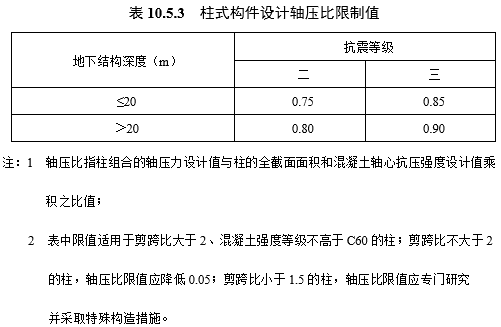 表 10.5.3 柱式构件设计轴压比限制值
地下结构深度（m）
抗震等级
二 三
≤20 0.75 0.85
＞20 0.80 0.90
注：1 轴压比指柱组合的轴压力设计值与柱的全截面面积和混凝土轴心抗压强度设计值乘
积之比值；
2 表中限值适用于剪跨比大于 2、混凝土强度等级不高于 C60 的柱；剪跨比不大于 2
的柱，轴压比限值应降低 0.05；剪跨比小于 1.5 的柱，轴压比限值应专门研究
并采取特殊构造措施。